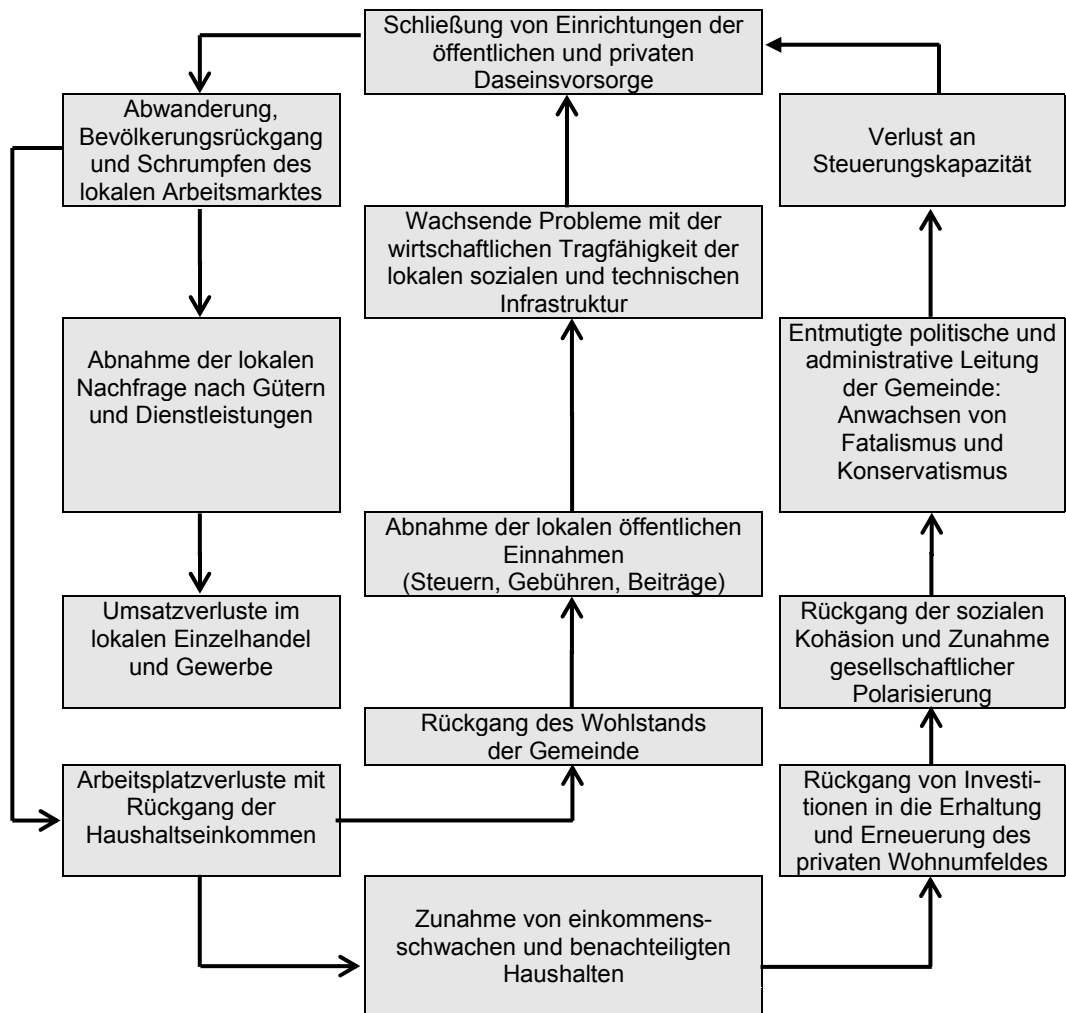 Schließung von Einrichtungen der
öffentlichen und privaten
Daseinsvorsorge
Abwanderung,
Bevölkerungsrückgang
und Schrumpfen des
lokalen Arbeitsmarktes
Verlust an
Steuerungskapazität
Wachsende Probleme mit der
wirtschaftlichen Tragfähigkeit der
lokalen sozialen und technischen
Infrastruktur
Abnahme der lokalen
Nachfrage nach Gütern
und Dienstleistungen
Entmutigte politische und
administrative Leitung
der Gemeinde:
Anwachsen von
Fatalismus und
Konservatismus
Abnahme der lokalen öffentlichen
Einnahmen
(Steuern, Gebühren, Beiträge)
Umsatzverluste im
lokalen Einzelhandel
und Gewerbe
Rückgang der sozialen
Kohäsion und Zunahme
gesellschaftlicher
Polarisierung
Rückgang des Wohlstands
der Gemeinde
Arbeitsplatzverluste mit
Rückgang der
Haushaltseinkommen
Rückgang von Investi-
tionen in die Erhaltung
und Erneuerung des
privaten Wohnumfeldes
Zunahme von einkommens-
schwachen und benachteiligten
Haushalten